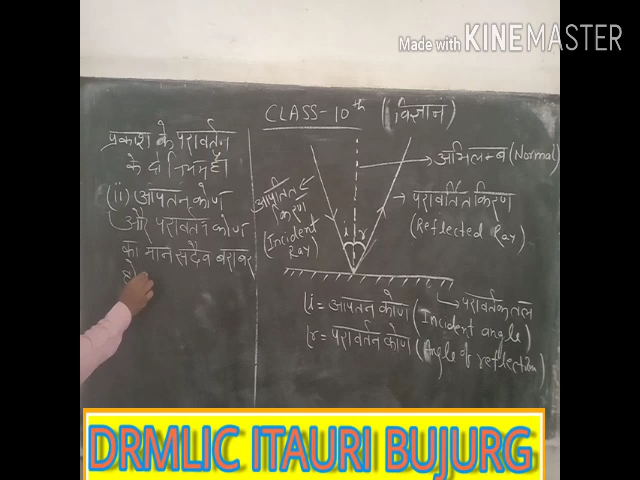 Made with KINEMASTER
CLASS-10th (विज्ञान)
प्रकाश के परावर्तन
के दो नियम हैं
(ii) आपतन कोण
और परावर्तन कोण
का मान सदैव बराबर
हो
आपतित
किरण
(Incident
Ray)
i r
अभिलम्ब (Normal)
परावर्तित किरण
(Reflected Ray)
परावर्तक तल
∠i = आपतन कोण (Incident angle)
∠r = परावर्तन कोण (Angle of reflection)
DRMLIC ITAURI BUJURG